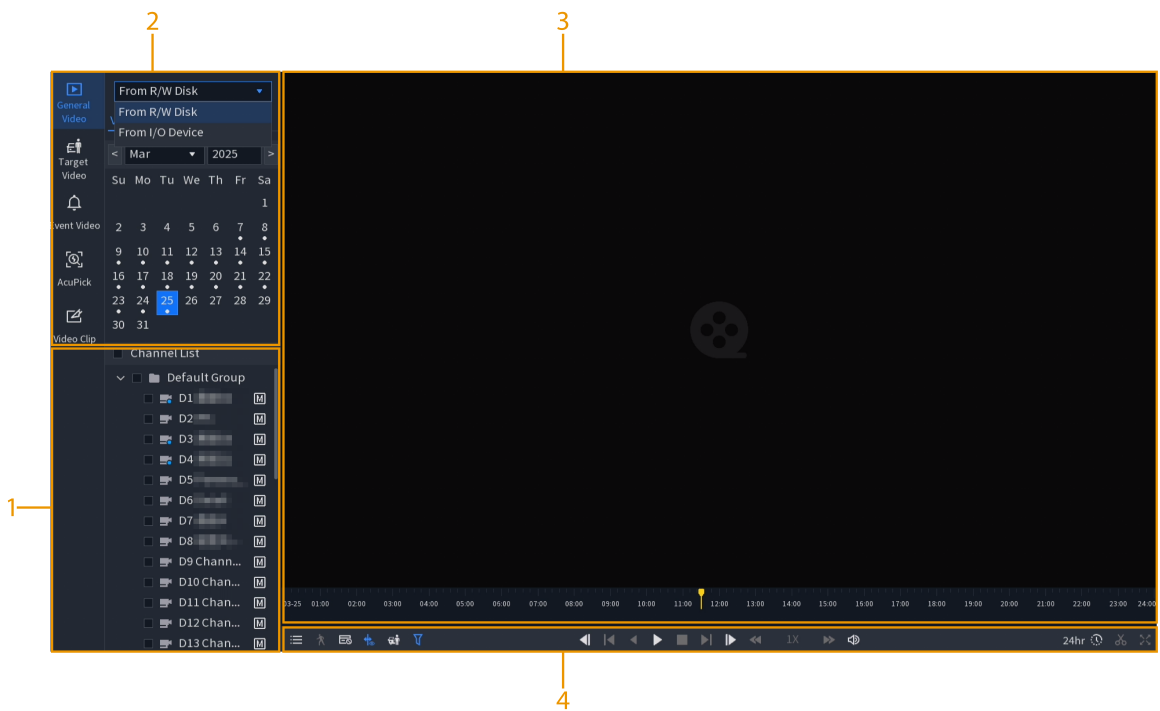 2
3
From R/W Disk
From R/W Disk
From I/O Device
General
Video
Target
Video
vent Video
AcuPick
Video Clip
< Mar 2025 >
Su Mo Tu We Th Fr Sa
1
2 3 4 5 6 7 8
9 10 11 12 13 14 15
16 17 18 19 20 21 22
23 24 25 26 27 28 29
30 31
1
Channel List
Default Group
D1 M
D2 M
D3 M
D4 M
D5 M
D6 M
D7 M
D8 M
D9 Chann... M
D10 Chan... M
D11 Chan... M
D12 Chan... M
D13 Chan... M
03-25 01:00 02:00 03:00 04:00 05:00 06:00 07:00 08:00 09:00 10:00 11:00 12:00 13:00 14:00 15:00 16:00 17:00 18:00 19:00 20:00 21:00 22:00 23:00 24:00
1X
24hr
4